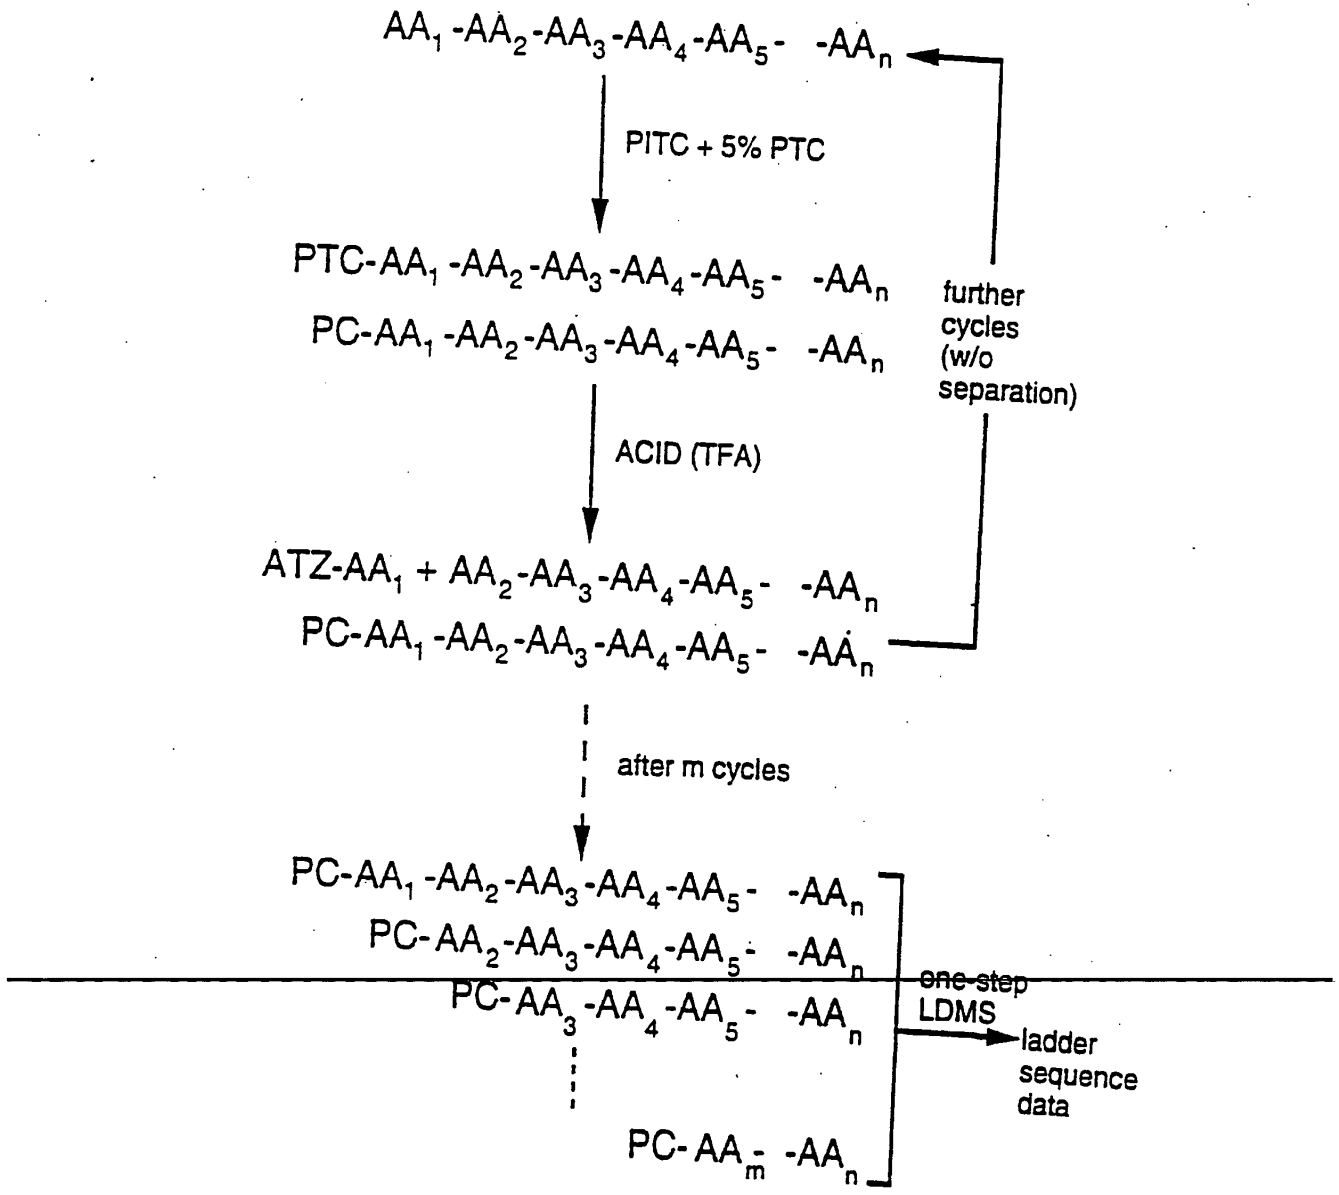 AA1 -AA2-AA3-AA4-AA5- -AAn
PITC + 5% PTC
PTC-AA1 -AA2-AA3-AA4-AA5- -AAn
PC-AA1 -AA2-AA3-AA4-AA5- -AAn
further
cycles
(w/o
separation)
ACID (TFA)
ATZ-AA1 + AA2-AA3-AA4-AA5- -AAn
PC-AA1 -AA2-AA3-AA4-AA5- -AAn
after m cycles
PC-AA1 -AA2-AA3-AA4-AA5- -AAn
PC-AA2-AA3-AA4-AA5- -AAn
PC-AA3-AA4-AA5- -AAn
PC-AAm- -AAn
one-step
LDMS
ladder
sequence
data